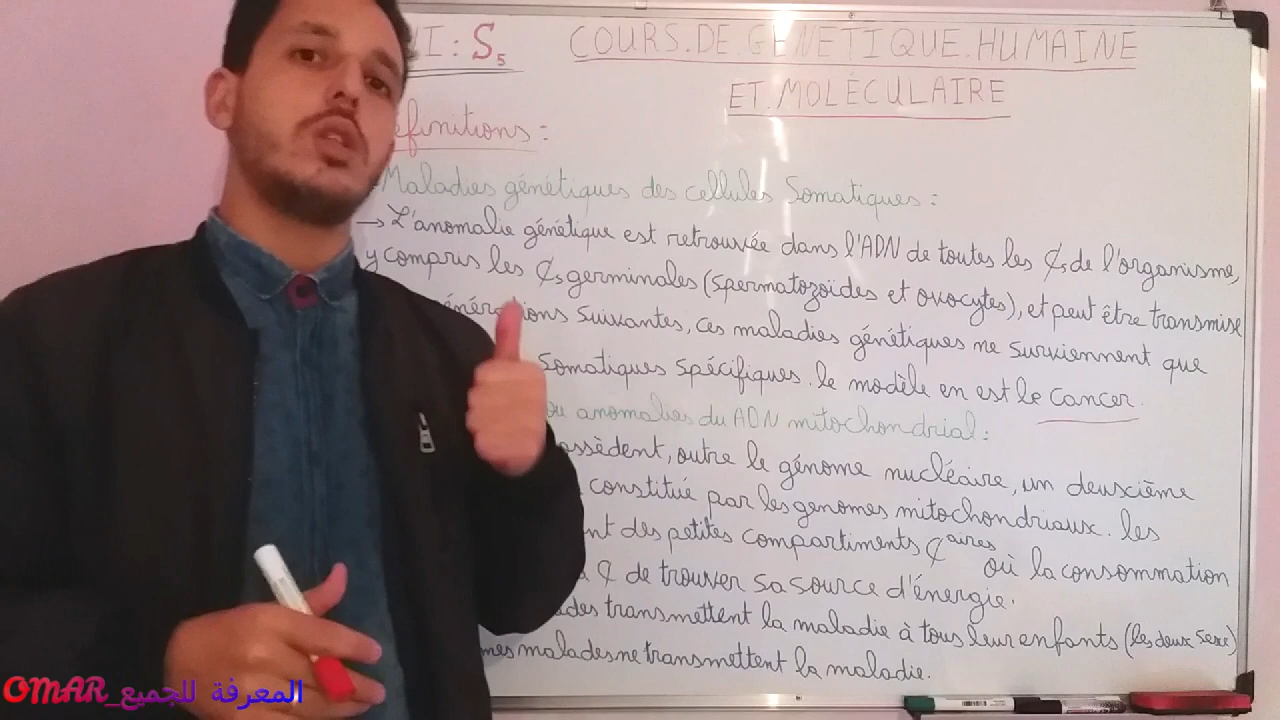 I : S5 COURS.DE GENETIQUE.HUMAINE
ET.MOLÉCULAIRE
éfinitions :
Maladies génétiques des cellules Somatiques :
→ L'anomalie génétique est retrouvée dans l'ADN de toutes les ₵s de l'organisme,
y compris les ₵s germinales (spermatozoïdes et ovocytes), et peut être transmise
énérations suivantes, ces maladies génétiques ne surviennent que
Somatiques spécifiques. le modèle en est le Cancer.
ou anomalies du ADN mitochondrial :
ossèdent, outre le génome nucléaire, un deuxième
constitué par les genomes mitochondriaux. les
nt des petites compartiments ₵aires où la consommation
à ₵ de trouver sa source d'énergie.
ades transmettent la maladie à tous leur enfants (les deux Sexe)
mes malades ne transmettent la maladie.
OMAR_المعرفة للجميع